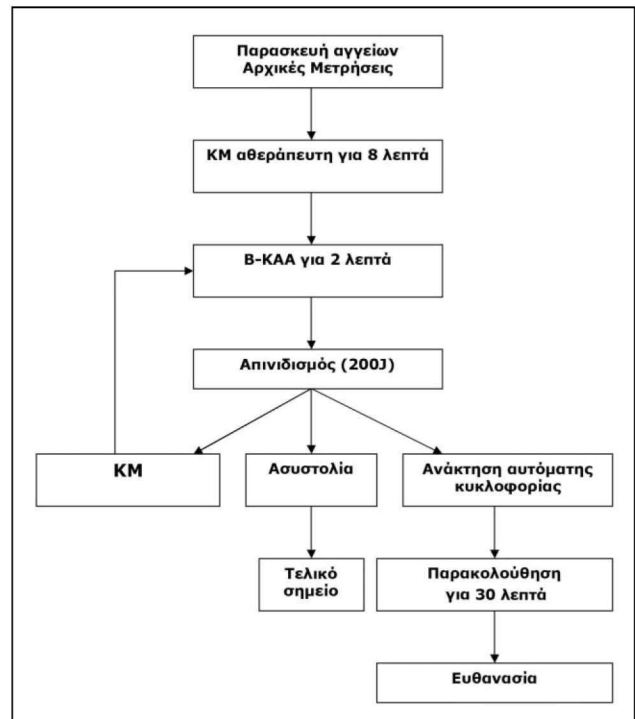 Παρασκευή αγγείων
Αρχικές Μετρήσεις
ΚΜ αθεράπευτη για 8 λεπτά
Β-ΚΑΑ για 2 λεπτά
Απινιδισμός (200J)
ΚΜ
Ασυστολία
Ανάκτηση αυτόματης
κυκλοφορίας
Τελικό
σημείο
Παρακολούθηση
για 30 λεπτά
Ευθανασία